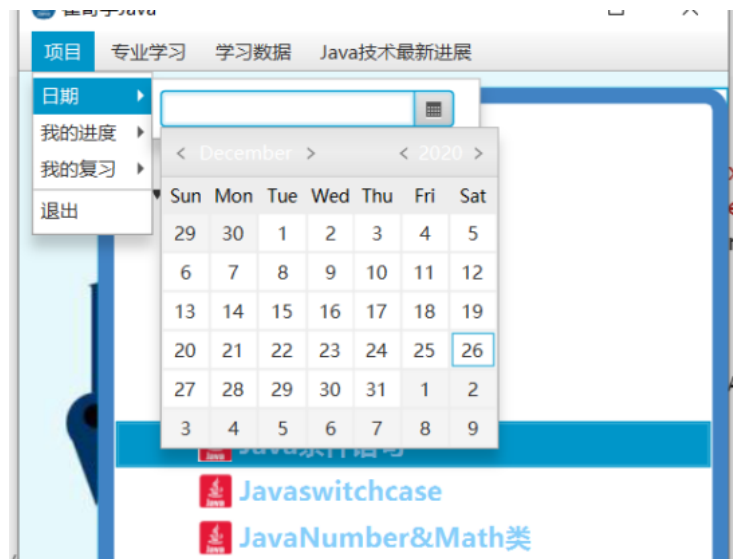 项目 专业学习 学习数据 Java技术最新进展
日期
我的进度
我的复习
退出
< December > < 2020 >
Sun Mon Tue Wed Thu Fri Sat
29 30 1 2 3 4 5
6 7 8 9 10 11 12
13 14 15 16 17 18 19
20 21 22 23 24 25 26
27 28 29 30 31 1 2
3 4 5 6 7 8 9
Javaswitchcase
JavaNumber&Math类